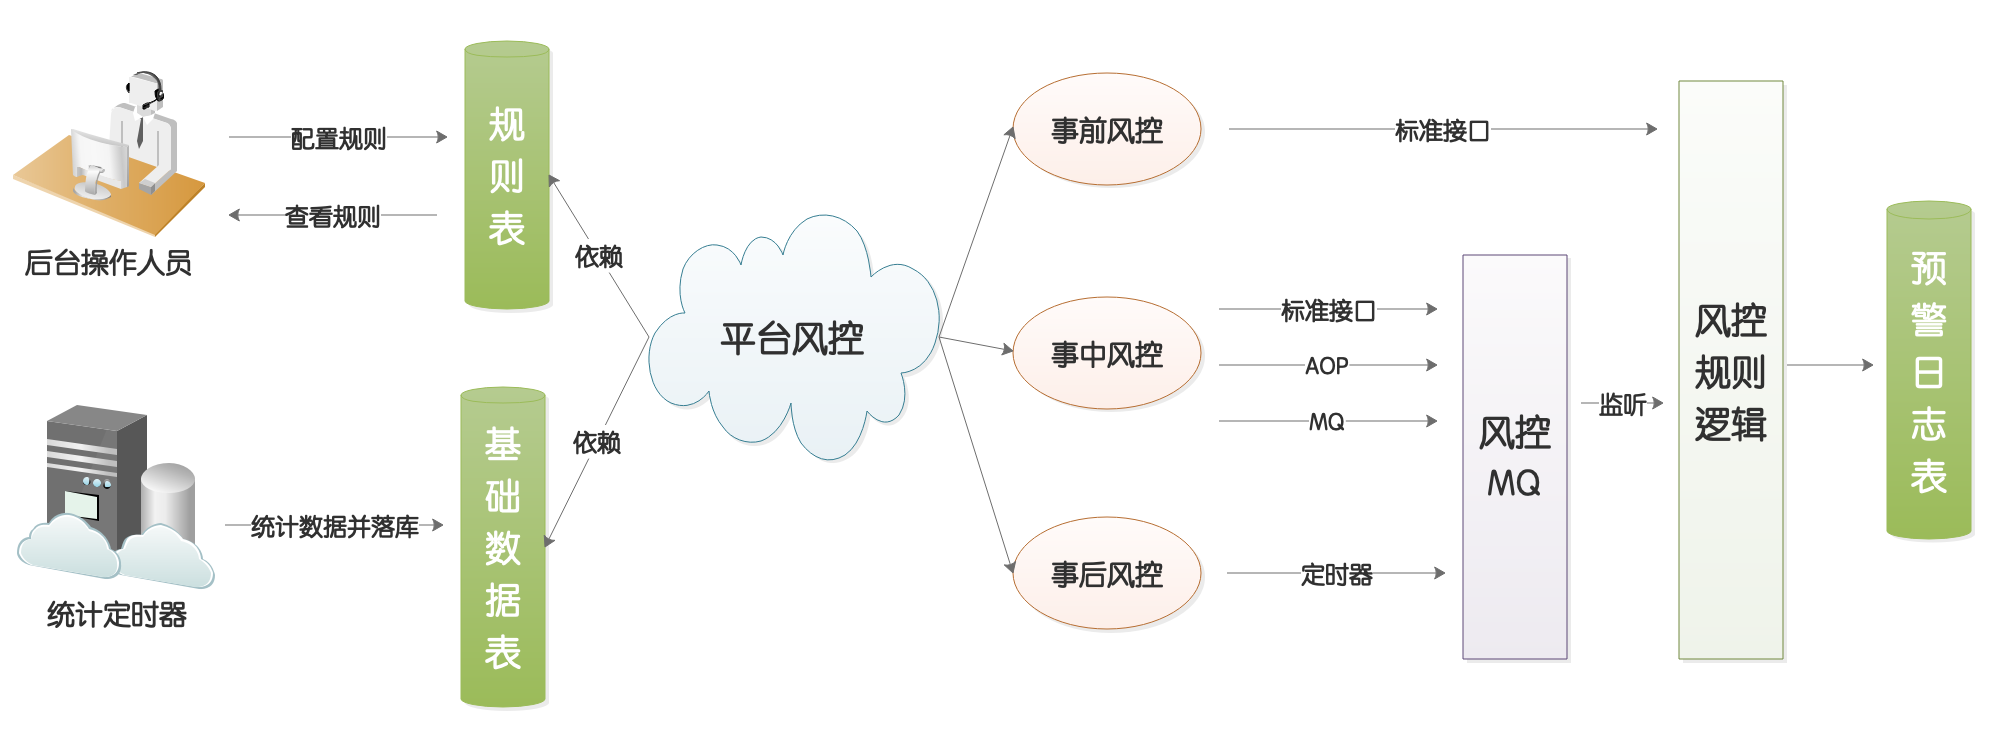 后台操作人员
配置规则
查看规则
规则表
统计定时器
统计数据并落库
基础数据表
依赖
依赖
平台风控
事前风控
标准接口
事中风控
标准接口
AOP
MQ
事后风控
定时器
风控
MQ
监听
风控
规则
逻辑
预警日志表